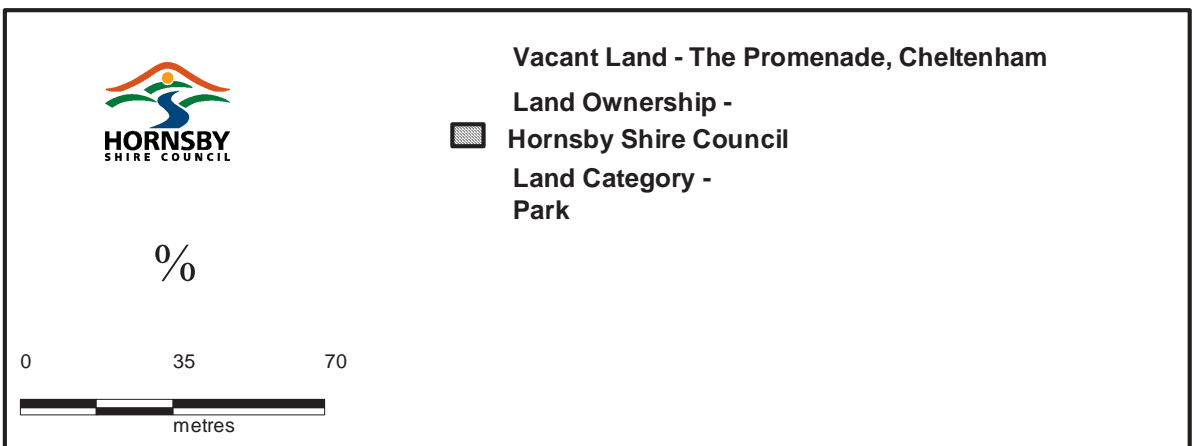 Vacant Land - The Promenade, Cheltenham
Land Ownership -
Hornsby Shire Council
Land Category -
Park
HORNSBY
SHIRE COUNCIL
%
0 35 70
metres